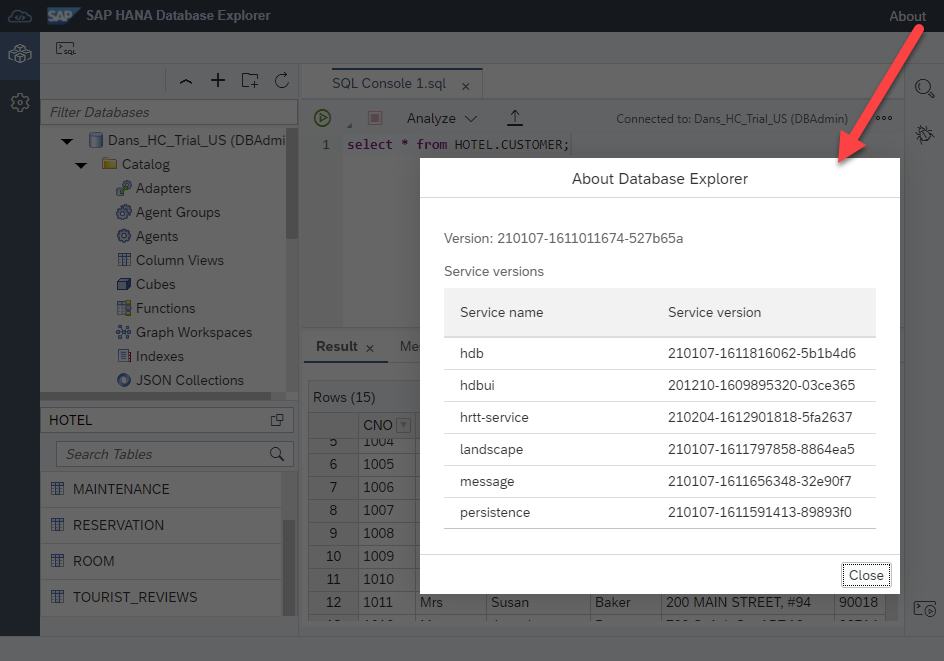 SAP SAP HANA Database Explorer About
SQL
SQL Console 1.sql ×
Filter Databases
Analyze Connected to: Dans_HC_Trial_US (DBAdmin)
Dans_HC_Trial_US (DBAdmi
1 select * from HOTEL.CUSTOMER;
Catalog
Adapters
Agent Groups
Agents
Column Views
Cubes
Functions
Graph Workspaces
Indexes
JSON Collections
HOTEL
Search Tables
MAINTENANCE
RESERVATION
ROOM
TOURIST_REVIEWS
Result × Me
Rows (15)
CNO
5 1004
6 1005
7 1006
8 1007
9 1008
10 1009
11 1010
12 1011 Mrs Susan Baker 200 MAIN STREET, #94 90018
About Database Explorer
Version: 210107-1611011674-527b65a
Service versions
Service name Service version
hdb 210107-1611816062-5b1b4d6
hdbui 201210-1609895320-03ce365
hrtt-service 210204-1612901818-5fa2637
landscape 210107-1611797858-8864ea5
message 210107-1611656348-32e90f7
persistence 210107-1611591413-89893f0
Close